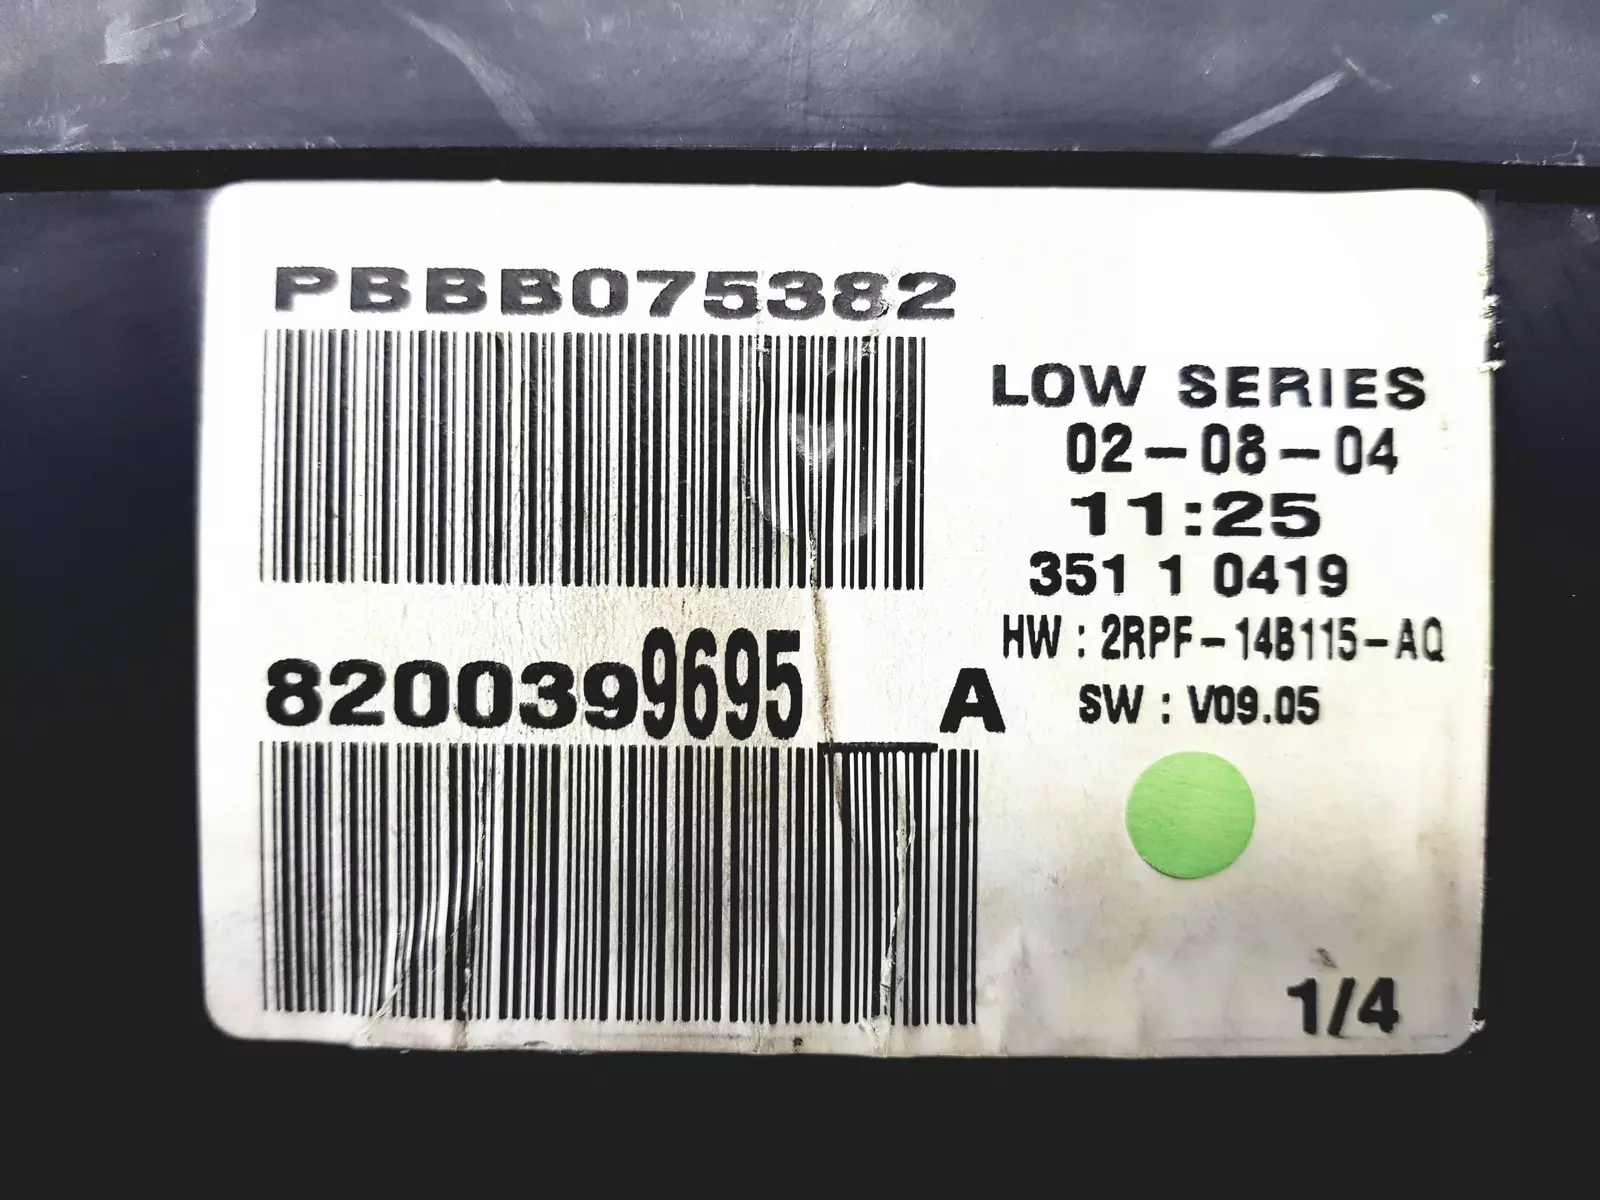 PBBB075382
LOW SERIES
02-08-04
11:25
351 1 0419
HW : 2RPF-14B115-AQ
8200399695 A
SW : V09.05
1/4